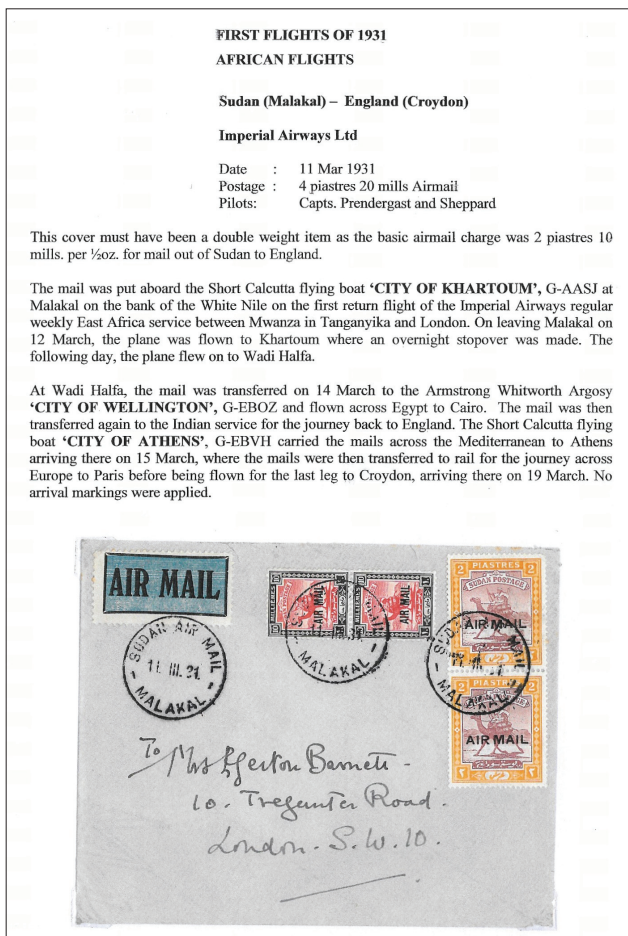 FIRST FLIGHTS OF 1931
AFRICAN FLIGHTS
Sudan (Malakal) – England (Croydon)
Imperial Airways Ltd
Date : 11 Mar 1931
Postage : 4 piastres 20 mills Airmail
Pilots: Capts. Prendergast and Sheppard
This cover must have been a double weight item as the basic airmail charge was 2 piastres 10
mills. per ½oz. for mail out of Sudan to England.
The mail was put aboard the Short Calcutta flying boat ‘CITY OF KHARTOUM’, G-AASJ at
Malakal on the bank of the White Nile on the first return flight of the Imperial Airways regular
weekly East Africa service between Mwanza in Tanganyika and London. On leaving Malakal on
12 March, the plane was flown to Khartoum where an overnight stopover was made. The
following day, the plane flew on to Wadi Halfa.
At Wadi Halfa, the mail was transferred on 14 March to the Armstrong Whitworth Argosy
‘CITY OF WELLINGTON’, G-EBOZ and flown across Egypt to Cairo. The mail was then
transferred again to the Indian service for the journey back to England. The Short Calcutta flying
boat ‘CITY OF ATHENS’, G-EBVH carried the mails across the Mediterranean to Athens
arriving there on 15 March, where the mails were then transferred to rail for the journey across
Europe to Paris before being flown for the last leg to Croydon, arriving there on 19 March. No
arrival markings were applied.
AIR MAIL
SUDAN AIR MAIL
11 III. 31.
- MALAKAL -
10 MILLIEMES 10
AIR MAIL
AIR MAIL
MALAKAL -
2 PIASTRES 2
SUDAN POSTAGE
AIR MAIL
MALAKAL
2 PIASTRES 2
AIR MAIL
To Mrs Egerton Barnett -
10. Tregunter Road.
London. S.W.10.